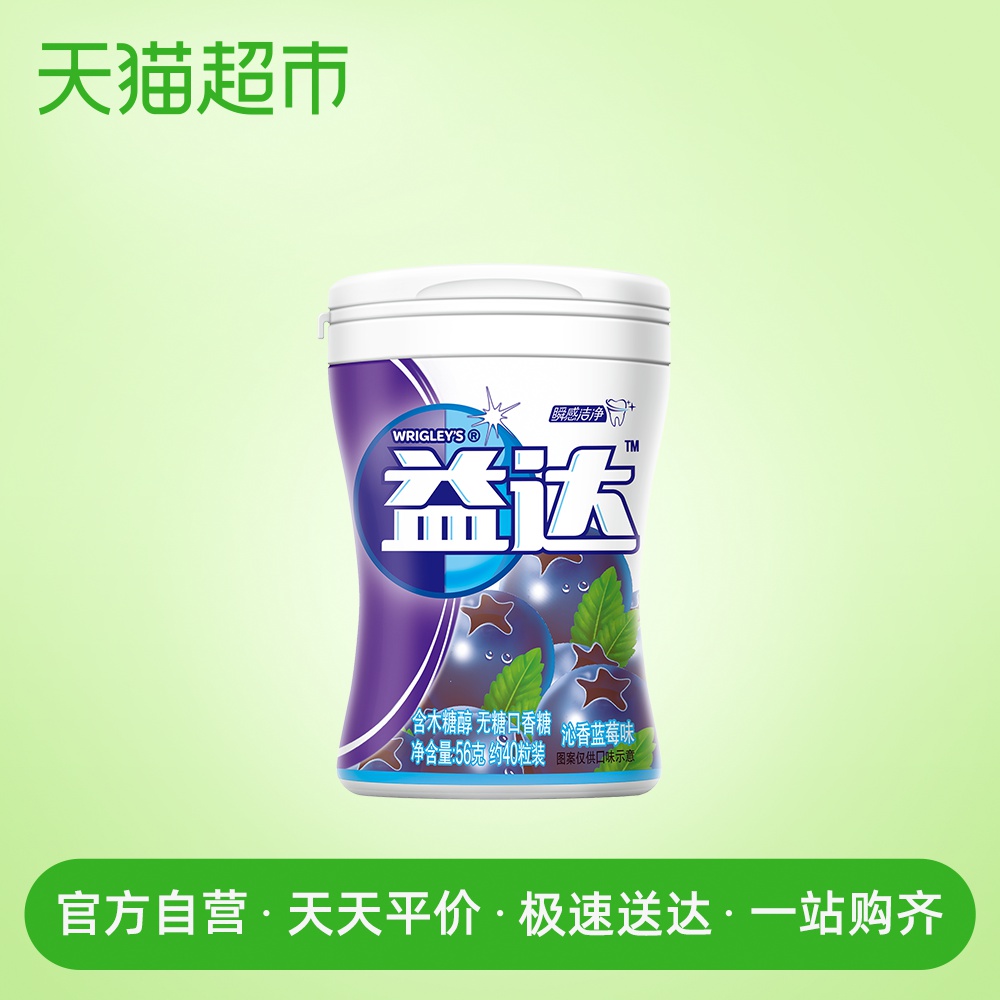 天猫超市
瞬感洁净
WRIGLEY'S ®
益达™
含木糖醇 无糖口香糖
净含量:56克 约40粒装
沁香蓝莓味
图案仅供口味示意
官方自营 · 天天平价 · 极速送达 · 一站购齐